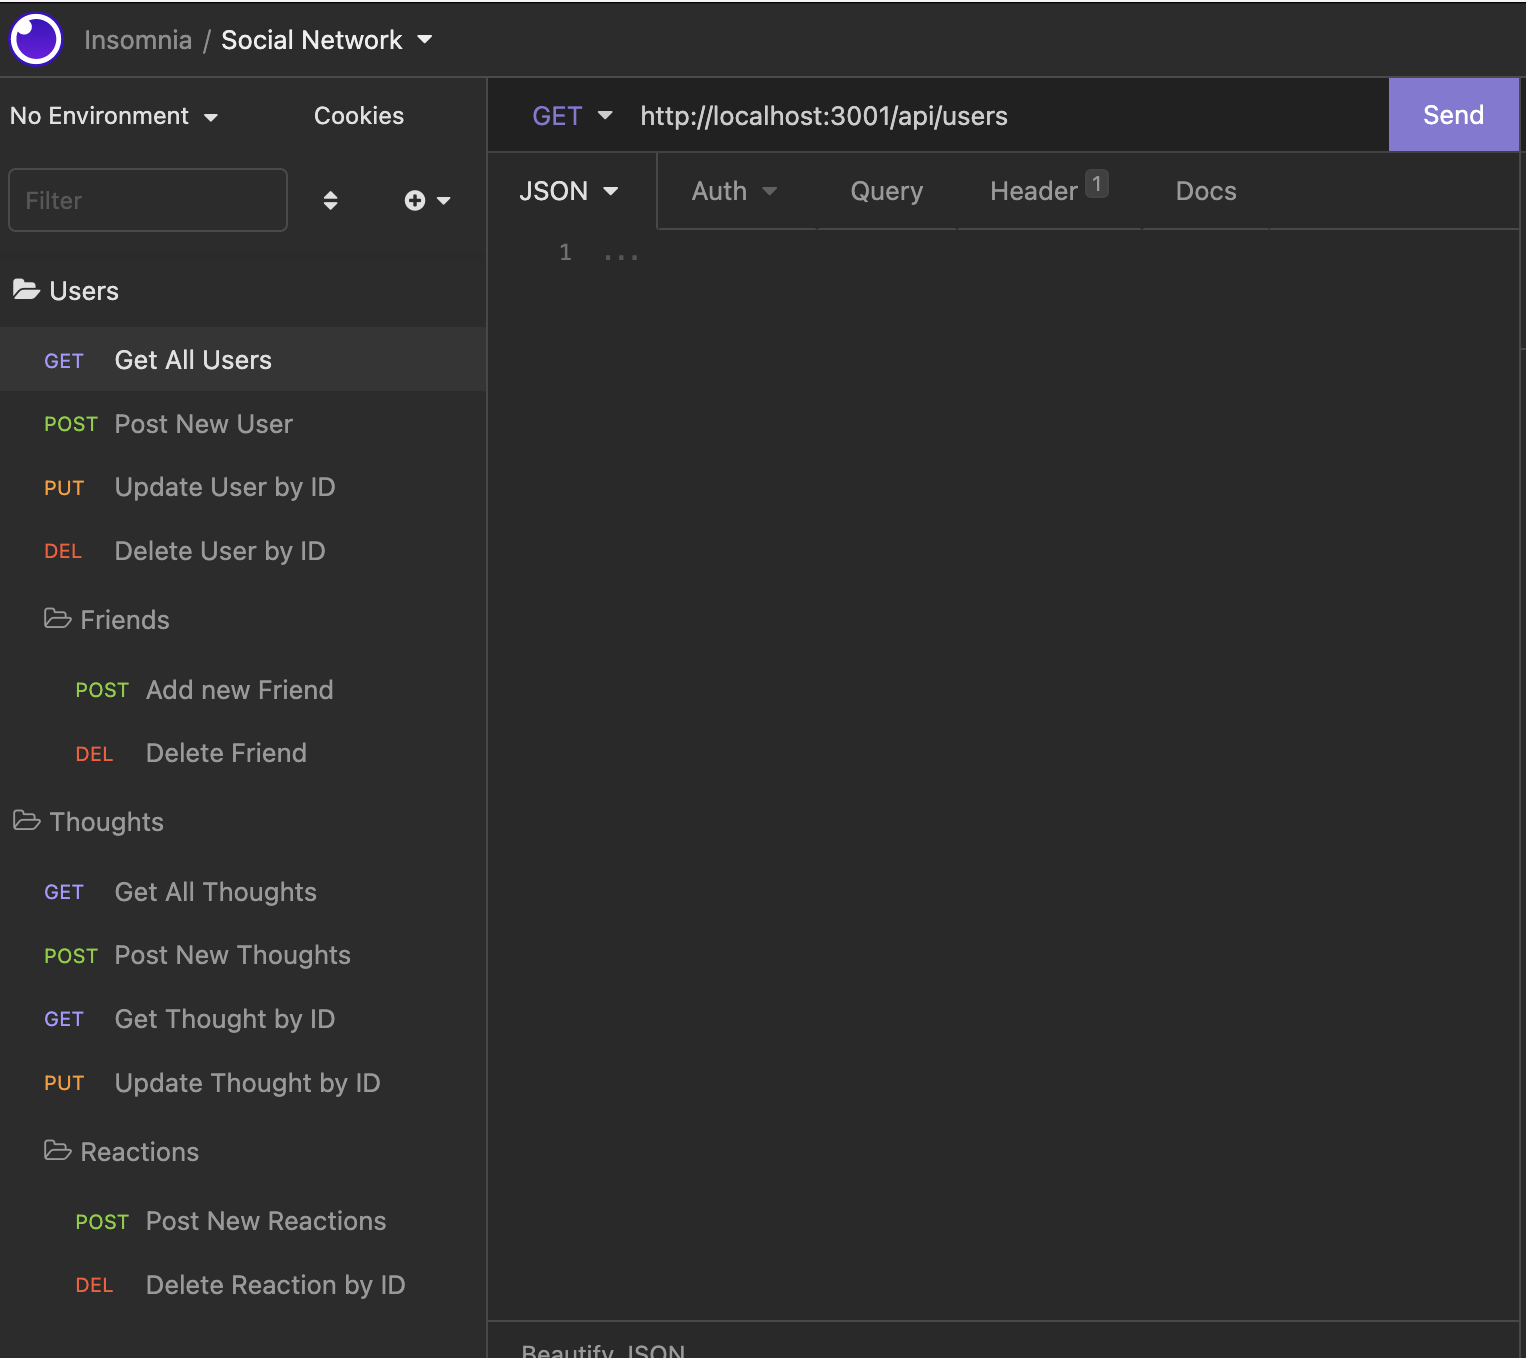 Insomnia / Social Network
No Environment
Cookies
GET
http://localhost:3001/api/users
Send
Filter
JSON
Auth
Query
Header 1
Docs
1 ...
Users
GET Get All Users
POST Post New User
PUT Update User by ID
DEL Delete User by ID
Friends
POST Add new Friend
DEL Delete Friend
Thoughts
GET Get All Thoughts
POST Post New Thoughts
GET Get Thought by ID
PUT Update Thought by ID
Reactions
POST Post New Reactions
DEL Delete Reaction by ID
Beautify JSON